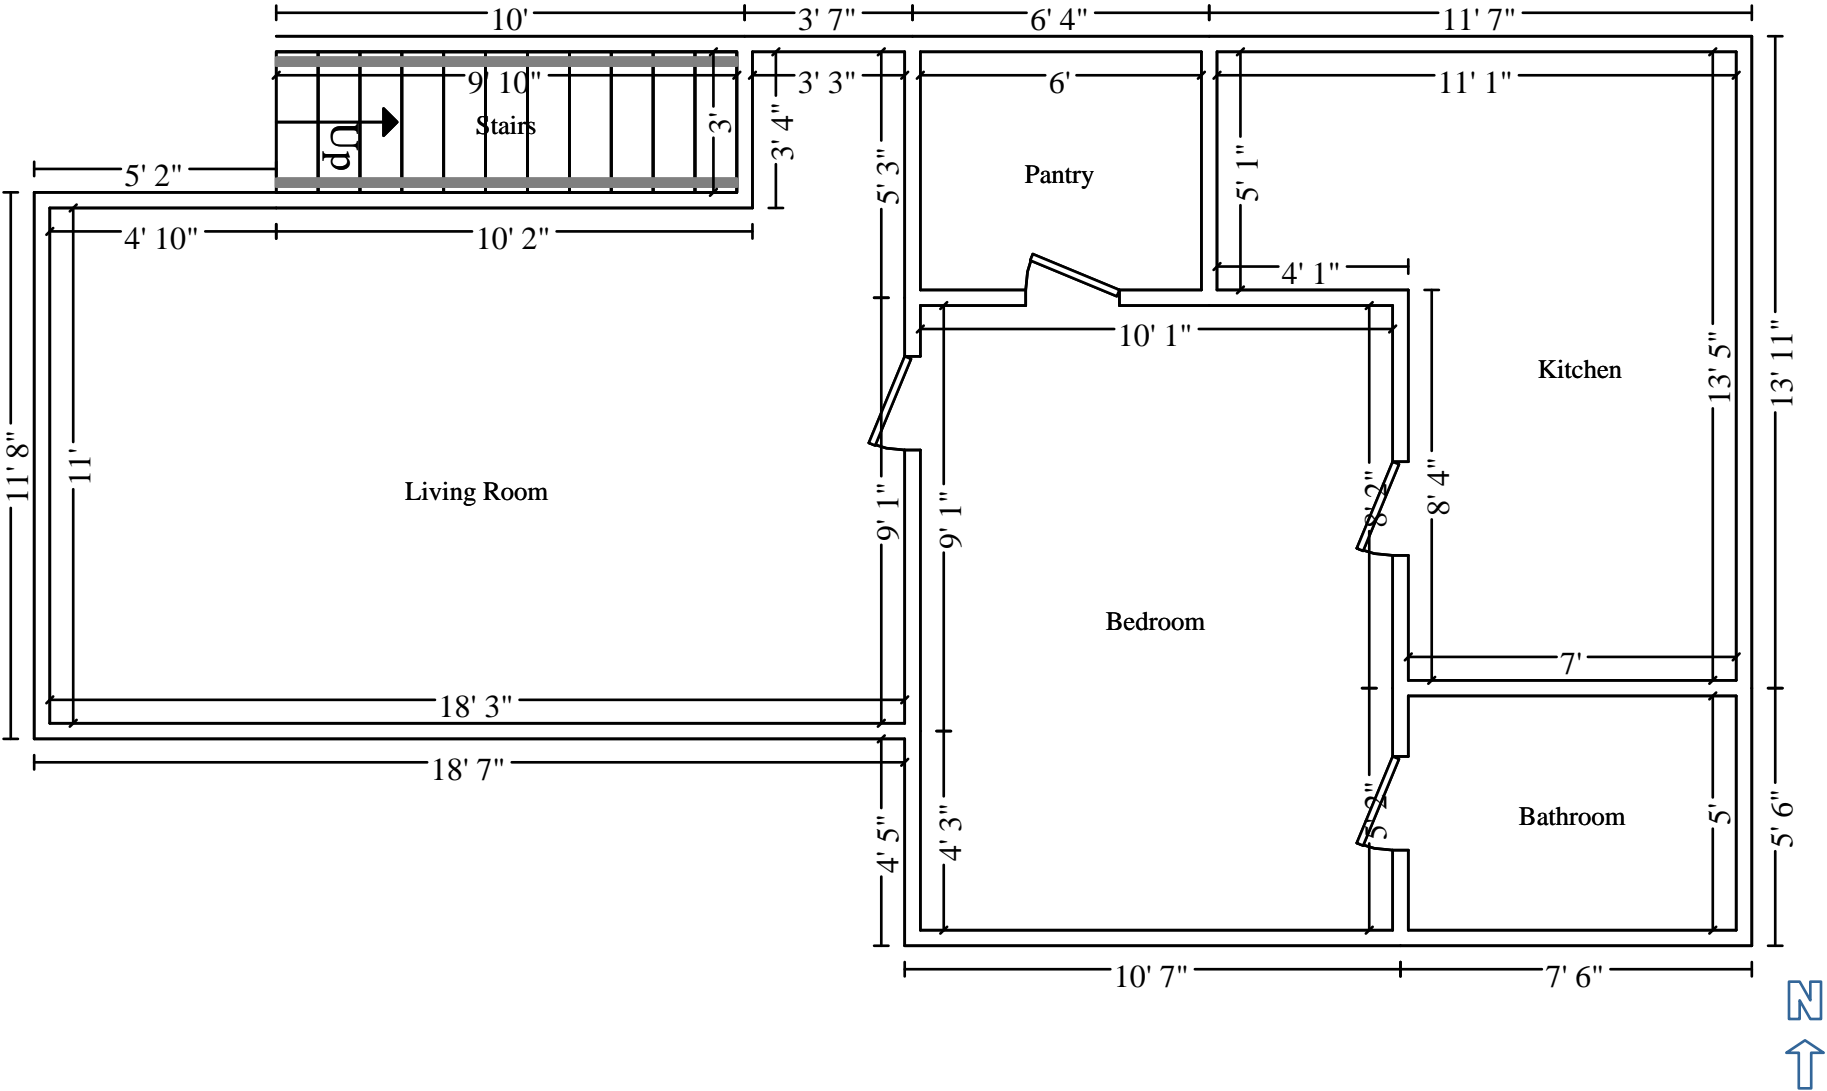 10' 3' 7" 6' 4" 11' 7"
9' 10" 3' 3" 6' 11' 1"
Stairs
Up
3'
3' 4"
5' 2"
5' 3"
Pantry
5' 1"
4' 10" 10' 2"
4' 1"
10' 1"
Kitchen
13' 5"
13' 11"
11' 8"
11'
Living Room
9' 1"
9' 1"
8' 2"
8' 4"
Bedroom
7'
18' 3"
18' 7"
4' 5"
4' 3"
5' 2"
Bathroom
5'
5' 6"
10' 7" 7' 6"
N